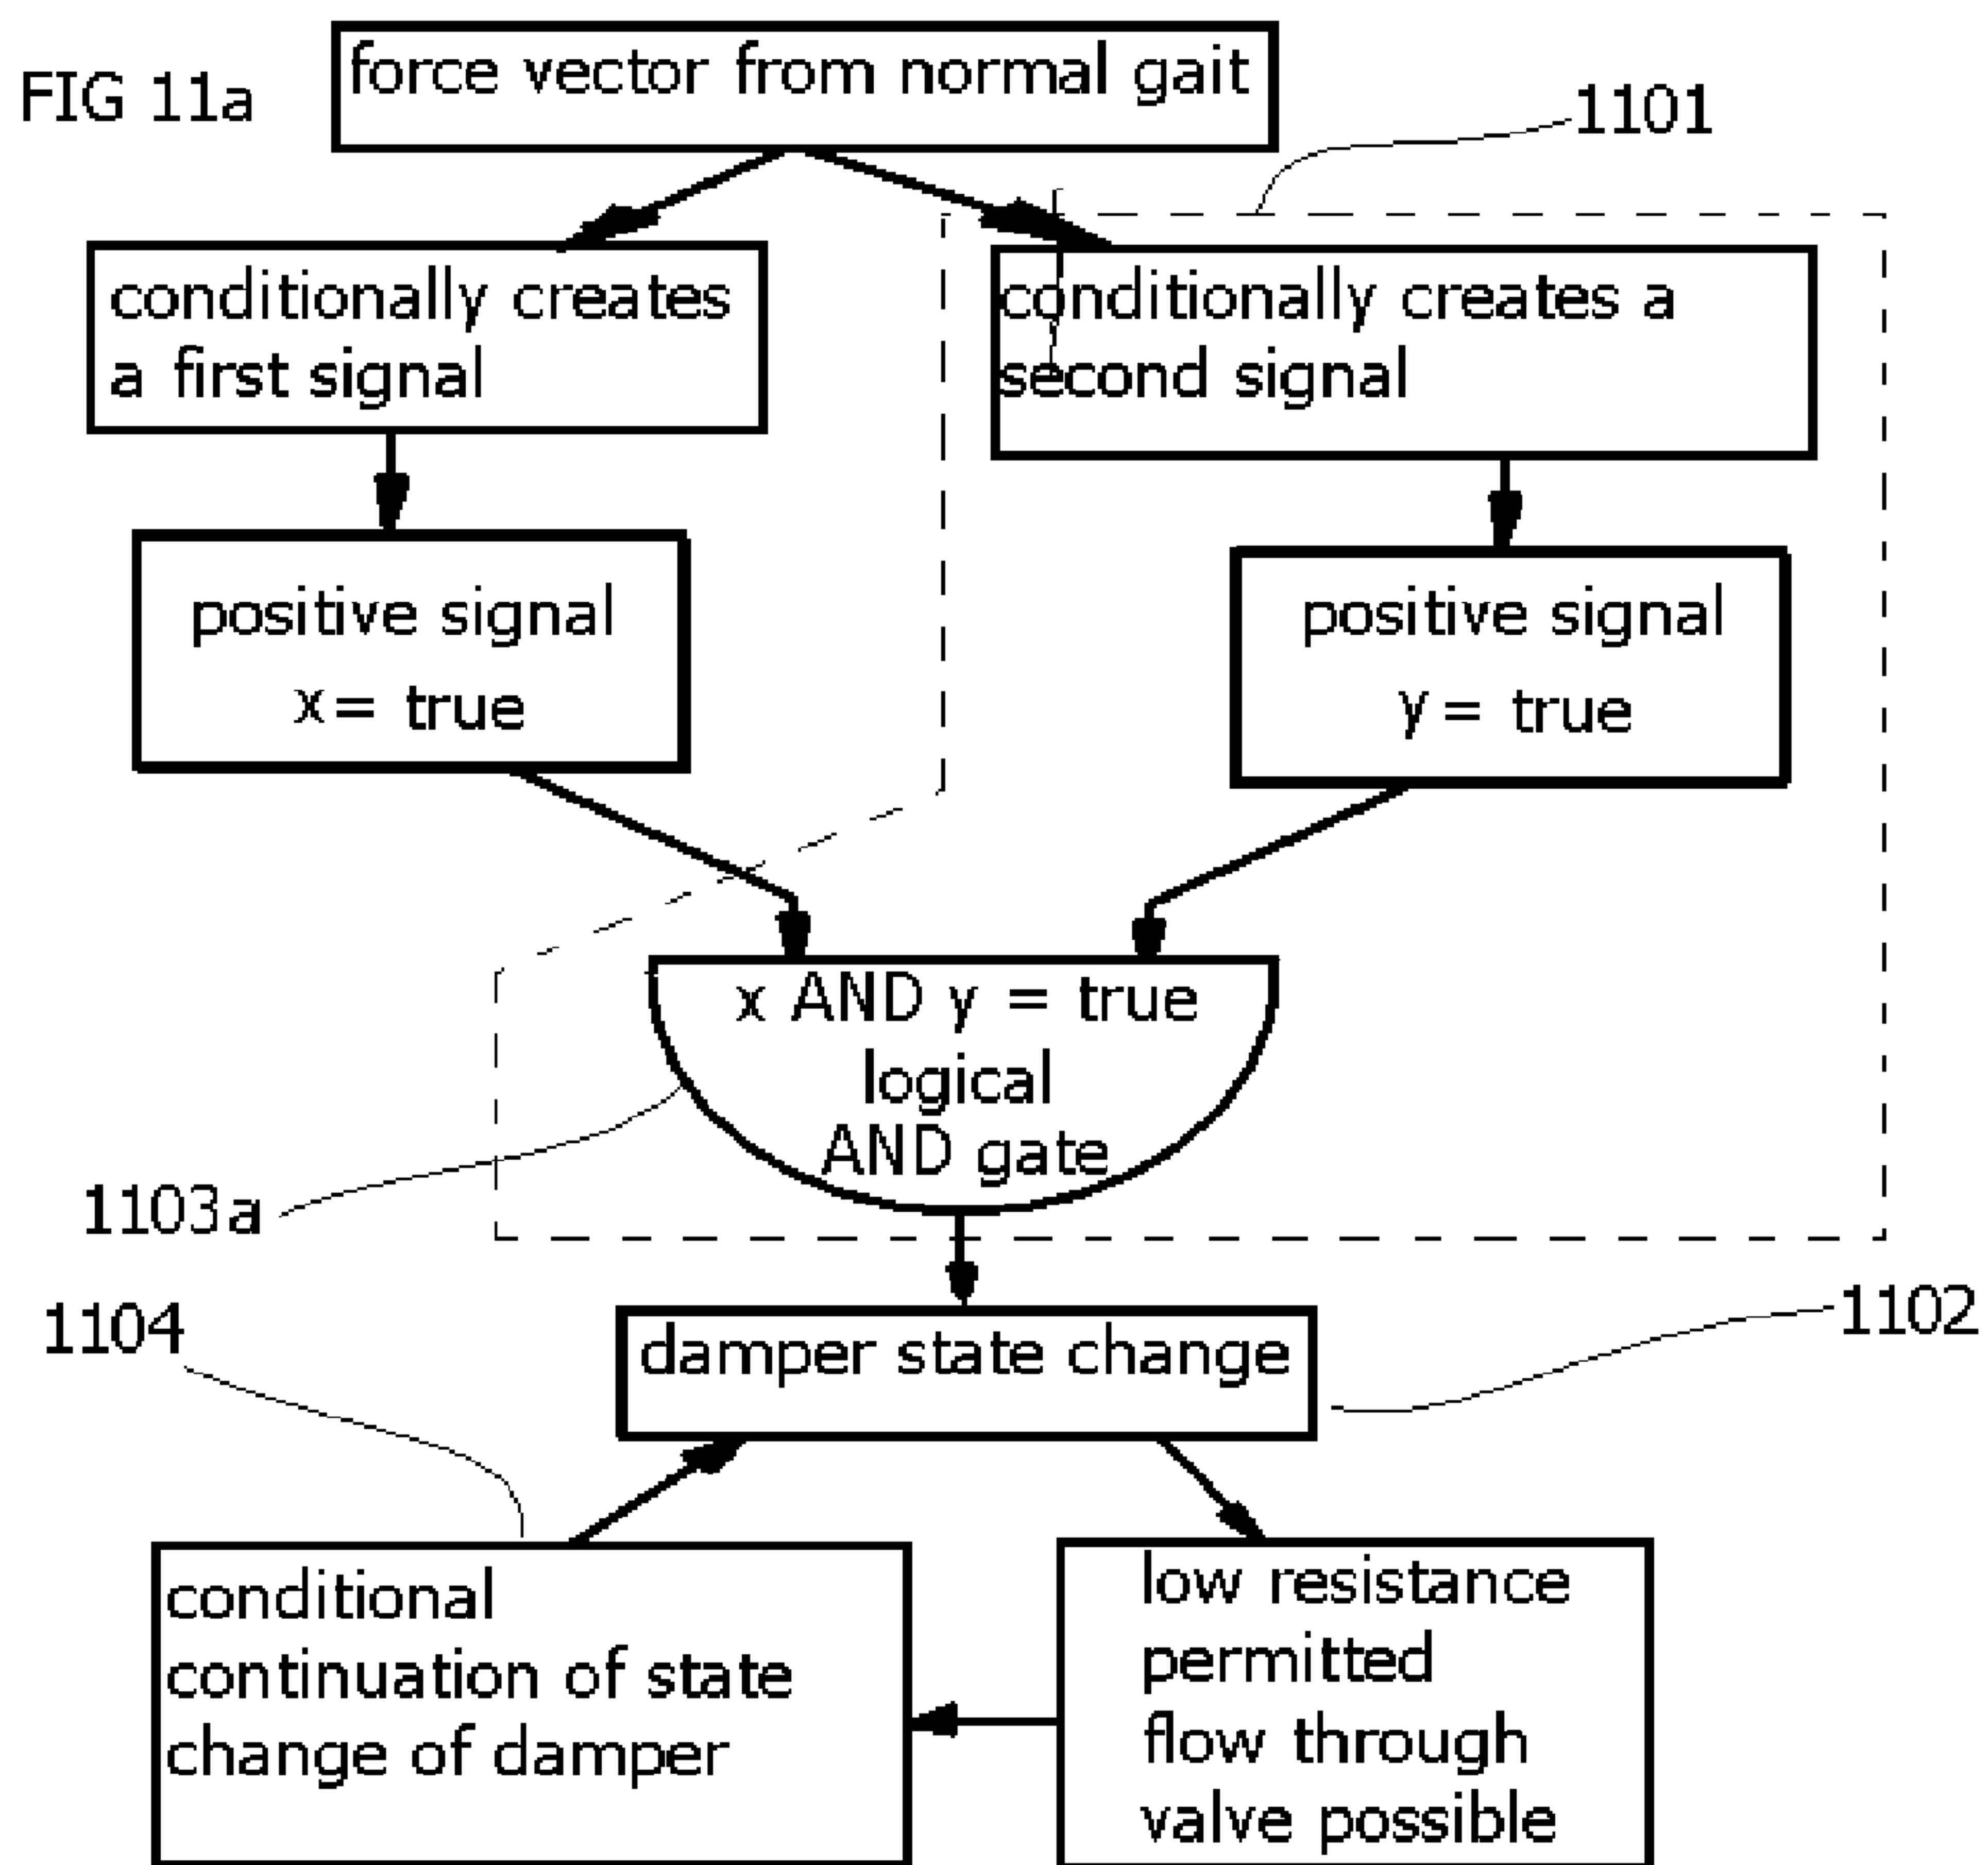 FIG 11a
force vector from normal gait
1101
conditionally creates
a first signal
conditionally creates a
second signal
positive signal
x= true
positive signal
y= true
x AND y = true
logical
AND gate
1103a
1104
damper state change
1102
conditional
continuation of state
change of damper
low resistance
permitted
flow through
valve possible